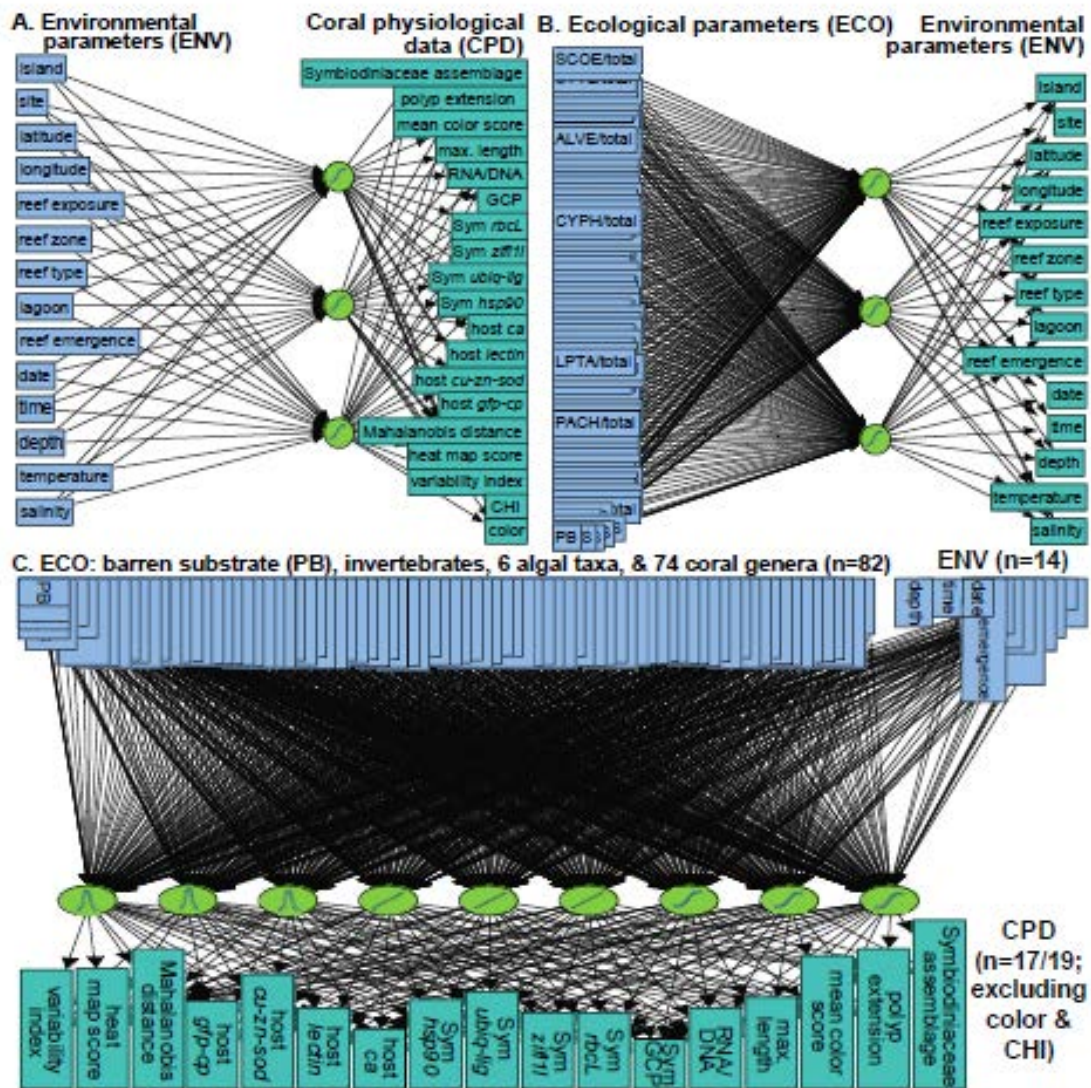 A. Environmental
parameters (ENV)
Coral physiological
data (CPD)
island
site
latitude
longitude
reef exposure
reef zone
reef type
lagoon
reef emergence
date
time
depth
temperature
salinity
Symbiodiniaceae assemblage
polyp extension
mean color score
max. length
RNA/DNA
GCP
Sym rbcL
Sym zifl1l
Sym ubiq-lig
Sym hsp90
host ca
host lectin
host cu-zn-sod
host gfp-cp
Mahalanobis distance
heat map score
variability index
CHI
color
B. Ecological parameters (ECO)
Environmental
parameters (ENV)
SCOE/total
ALVE/total
CYPH/total
LPTA/total
PACH/total
PB
island
site
latitude
longitude
reef exposure
reef zone
reef type
lagoon
reef emergence
date
time
depth
temperature
salinity
C. ECO: barren substrate (PB), invertebrates, 6 algal taxa, & 74 coral genera (n=82)
ENV (n=14)
PB
depth
time
date
emergence
variability
index
heat
map score
Mahalanobis
distance
host
gfp-cp
host
cu-zn-sod
host
lectin
host
ca
Sym
hsp90
Sym
ubiq-lig
Sym
zifl1l
Sym
rbcL
Sym
GCP
RNA/
DNA
max.
length
mean color
score
polyp
extension
Symbiodiniaceae
assemblage
CPD
(n=17/19;
excluding
color &
CHI)